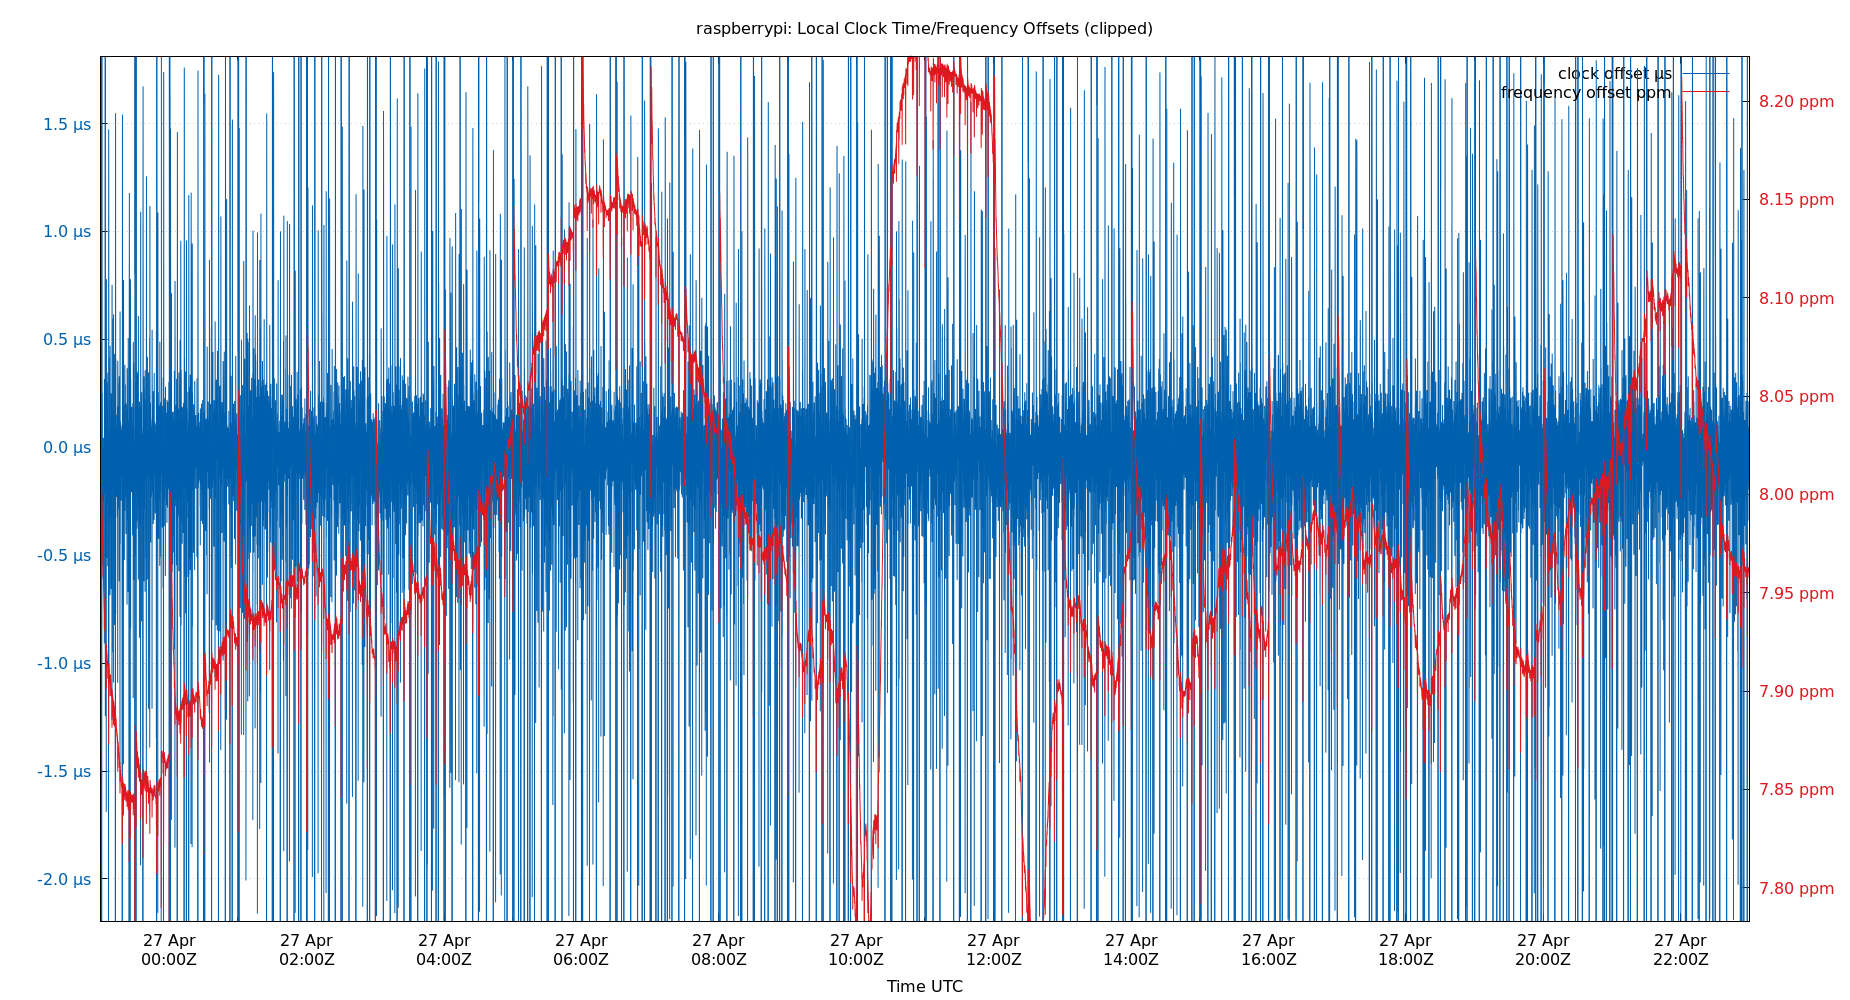 raspberrypi: Local Clock Time/Frequency Offsets (clipped)
clock offset µs
frequency offset ppm
1.5 µs
1.0 µs
0.5 µs
0.0 µs
-0.5 µs
-1.0 µs
-1.5 µs
-2.0 µs
8.20 ppm
8.15 ppm
8.10 ppm
8.05 ppm
8.00 ppm
7.95 ppm
7.90 ppm
7.85 ppm
7.80 ppm
27 Apr 27 Apr 27 Apr 27 Apr 27 Apr 27 Apr 27 Apr 27 Apr 27 Apr 27 Apr 27 Apr 27 Apr
00:00Z 02:00Z 04:00Z 06:00Z 08:00Z 10:00Z 12:00Z 14:00Z 16:00Z 18:00Z 20:00Z 22:00Z
Time UTC